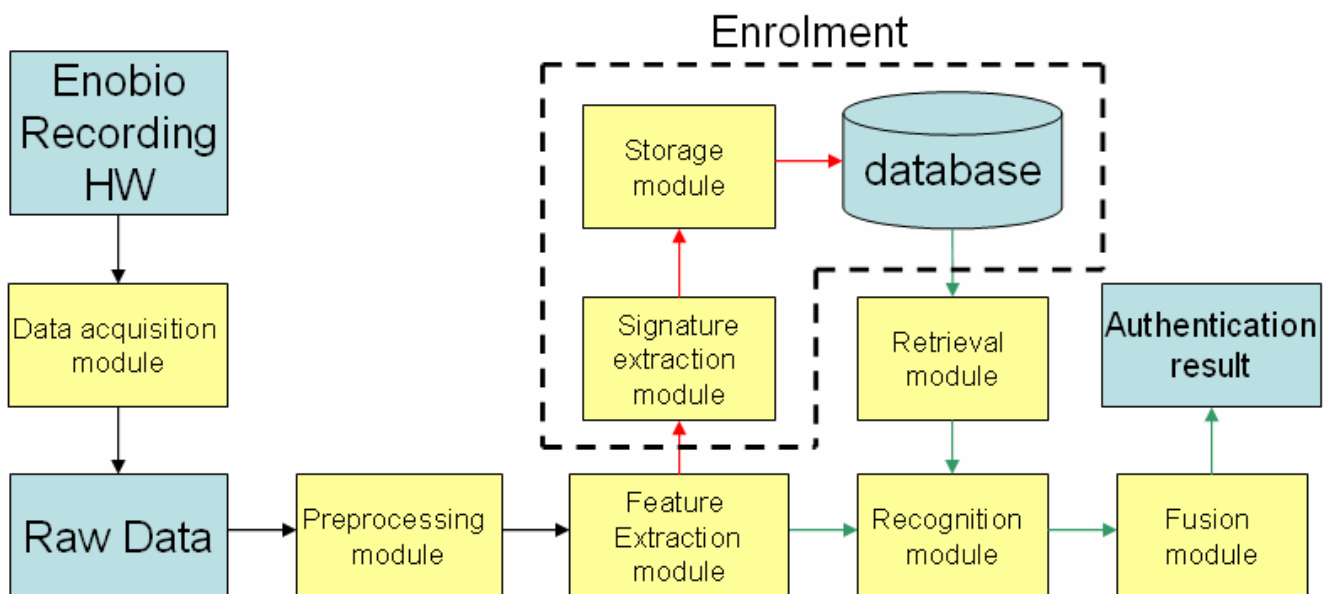 Enrolment
Enobio
Recording
HW
Storage
module
database
Data acquisition
module
Signature
extraction
module
Retrieval
module
Authentication
result
Raw Data
Preprocessing
module
Feature
Extraction
module
Recognition
module
Fusion
module